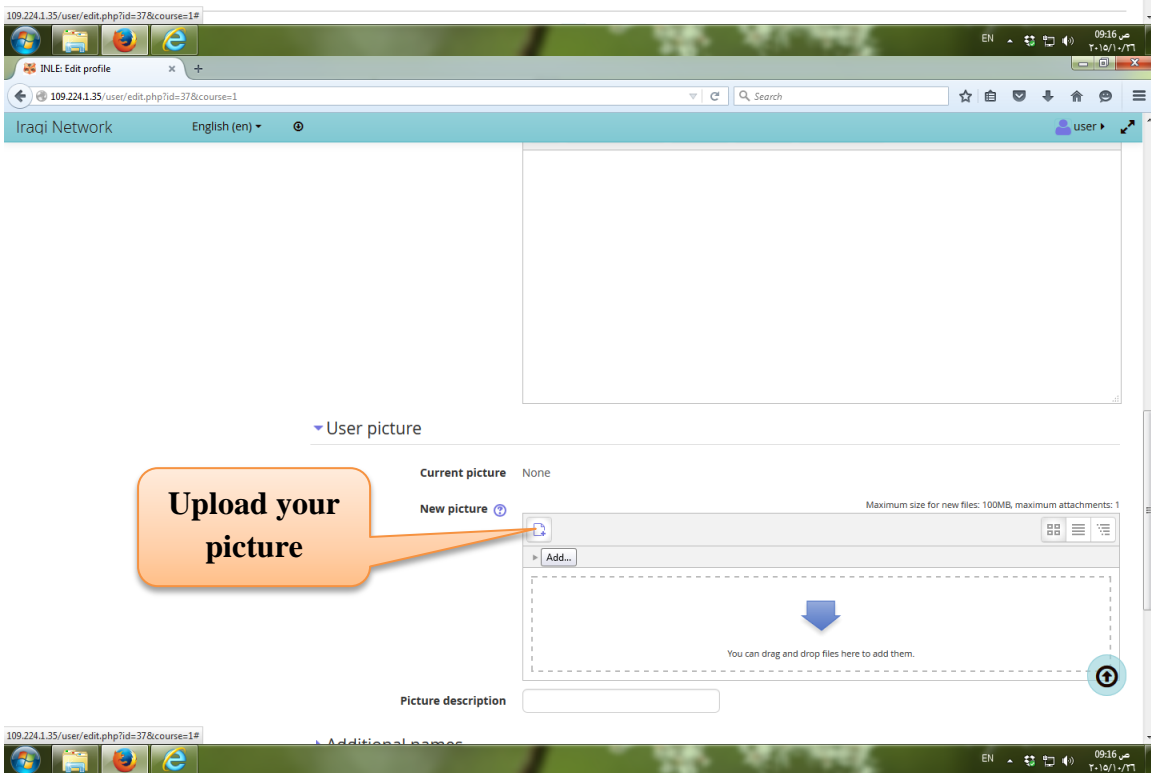 109.224.1.35/user/edit.php?id=37&course=1#
EN
09:16 ص
٢٠١٥/١٠/٢٦
INLE: Edit profile
109.224.1.35/user/edit.php?id=37&course=1
Search
Iraqi Network
English (en)
user
User picture
Current picture
None
Upload your
picture
New picture
Maximum size for new files: 100MB, maximum attachments: 1
Add...
You can drag and drop files here to add them.
Picture description
Additional names
109.224.1.35/user/edit.php?id=37&course=1#
EN
09:16 ص
٢٠١٥/١٠/٢٦